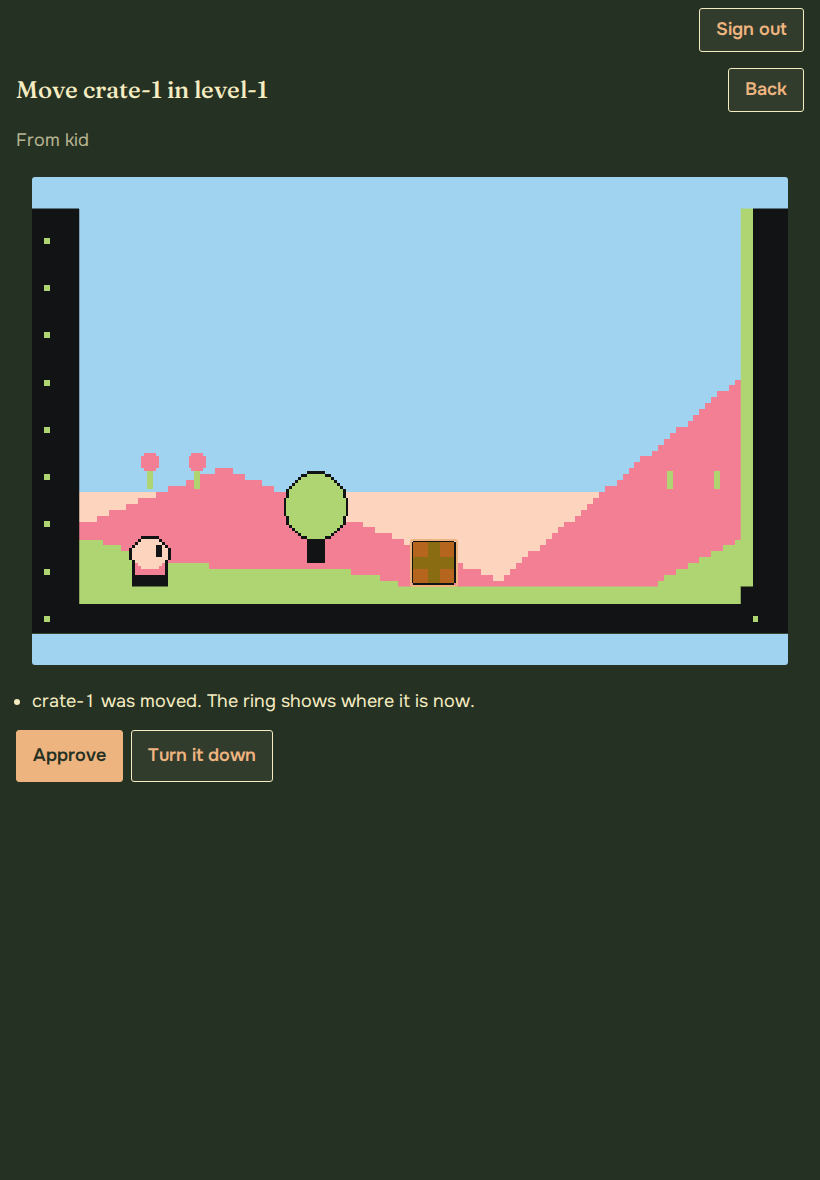 Sign out
Move crate-1 in level-1
Back
From kid
crate-1 was moved. The ring shows where it is now.
Approve
Turn it down